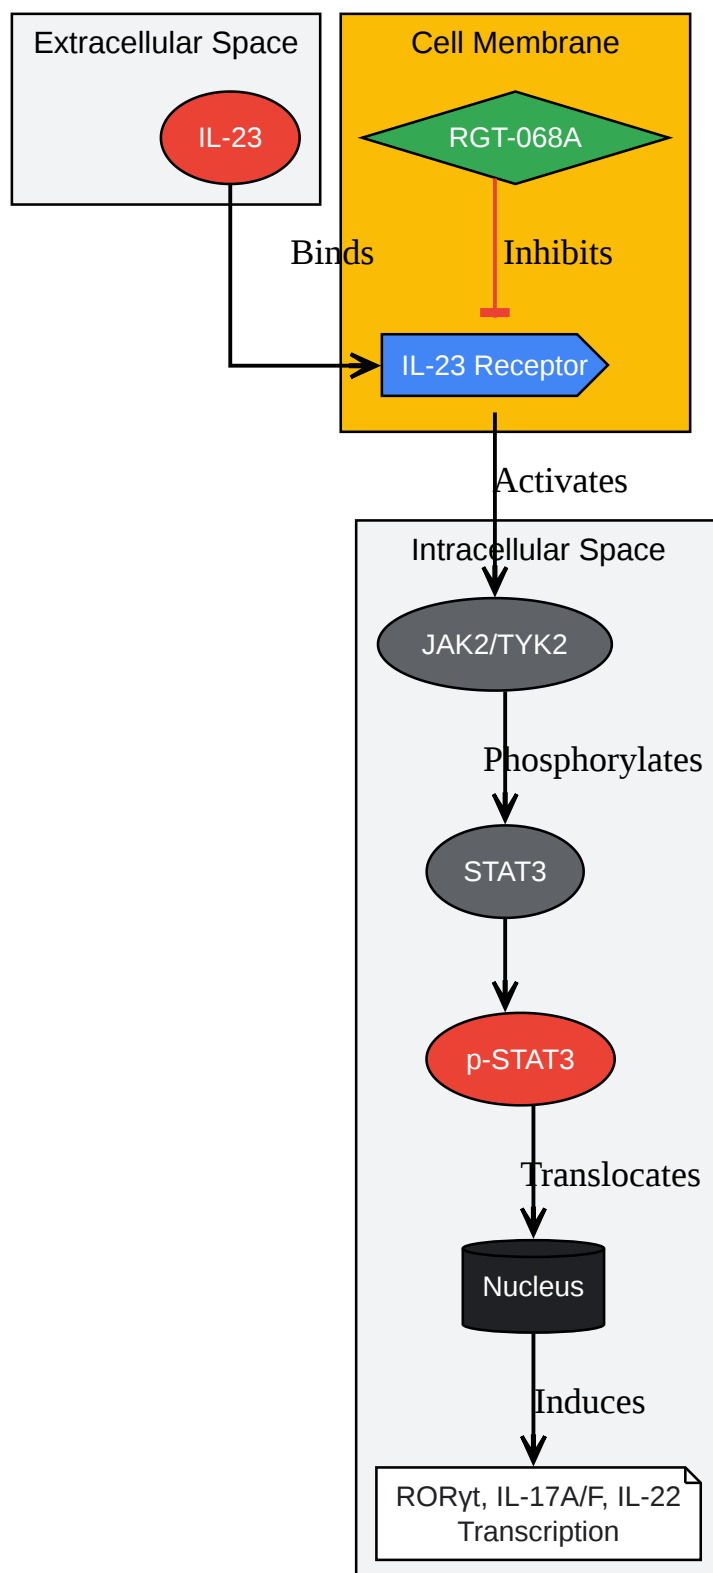 Extracellular Space
Cell Membrane
IL-23
RGT-068A
Binds
Inhibits
IL-23 Receptor
Activates
Intracellular Space
JAK2/TYK2
Phosphorylates
STAT3
p-STAT3
Translocates
Nucleus
Induces
RORγt, IL-17A/F, IL-22
Transcription